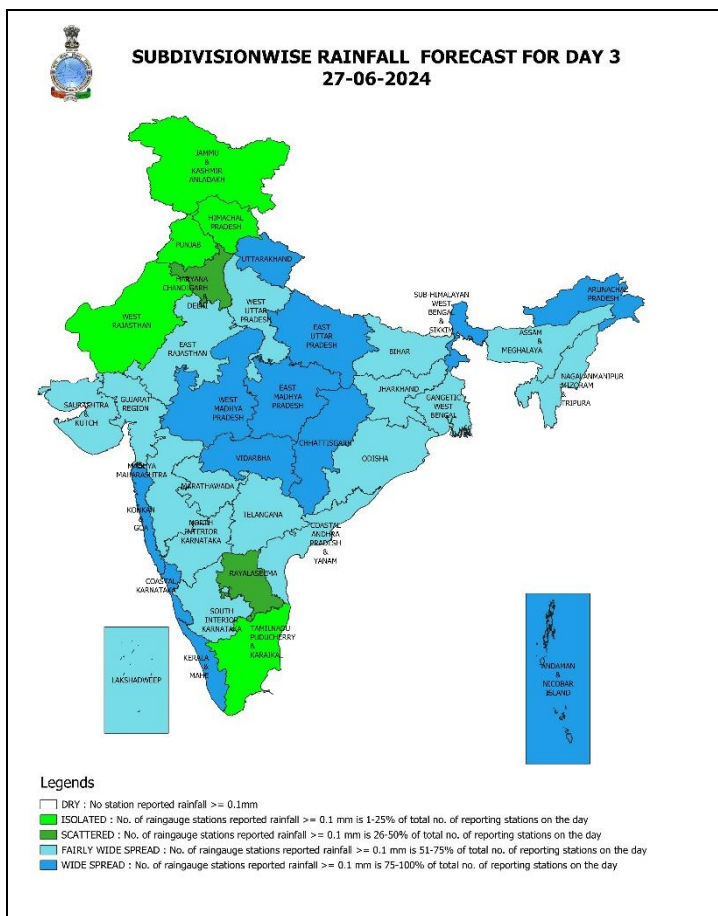 SUBDIVISIONWISE RAINFALL FORECAST FOR DAY 3
27-06-2024
JAMMU
&
KASHMIR
ANLADAKH
HIMACHAL
PRADESH
PUNJAB
UTTARAKHAND
HARYANA
CHANDIGARH
&
DELHI
WEST
UTTAR
PRADESH
WEST
RAJASTHAN
EAST
RAJASTHAN
EAST
UTTAR
PRADESH
SUB-HIMALAYAN
WEST
BENGAL
&
SIKKIM
ARUNACHAL
PRADESH
ASSAM
&
MEGHALAYA
BIHAR
NAGALANMANIPUR
MIZORAM
&
TRIPURA
JHARKHAND
GANGETIC
WEST
BENGAL
SAURASHTRA
&
KUTCH
GUJARAT
REGION
WEST
MADHYA
PRADESH
EAST
MADHYA
PRADESH
CHHATTISGARH
VIDARBHA
ODISHA
MADHYA
MAHARASHTRA
MARATHAWADA
KONKAN
&
GOA
NORTH
INTERIOR
KARNATAKA
TELANGANA
COASTAL
ANDHRA
PRADESH
&
YANAM
RAYALASEEMA
COASTAL
KARNATAKA
SOUTH
INTERIOR
KARNATAKA
TAMILNADU
PUDUCHERRY
&
KARAIKAL
KERALA
&
MAHE
LAKSHADWEEP
ANDAMAN
&
NICOBAR
ISLAND
Legends
DRY : No station reported rainfall >= 0.1mm
ISOLATED : No. of raingauge stations reported rainfall >= 0.1 mm is 1-25% of total no. of reporting stations on the day
SCATTERED : No. of raingauge stations reported rainfall >= 0.1 mm is 26-50% of total no. of reporting stations on the day
FAIRLY WIDE SPREAD : No. of raingauge stations reported rainfall >= 0.1 mm is 51-75% of total no. of reporting stations on the day
WIDE SPREAD : No. of raingauge stations reported rainfall >= 0.1 mm is 75-100% of total no. of reporting stations on the day